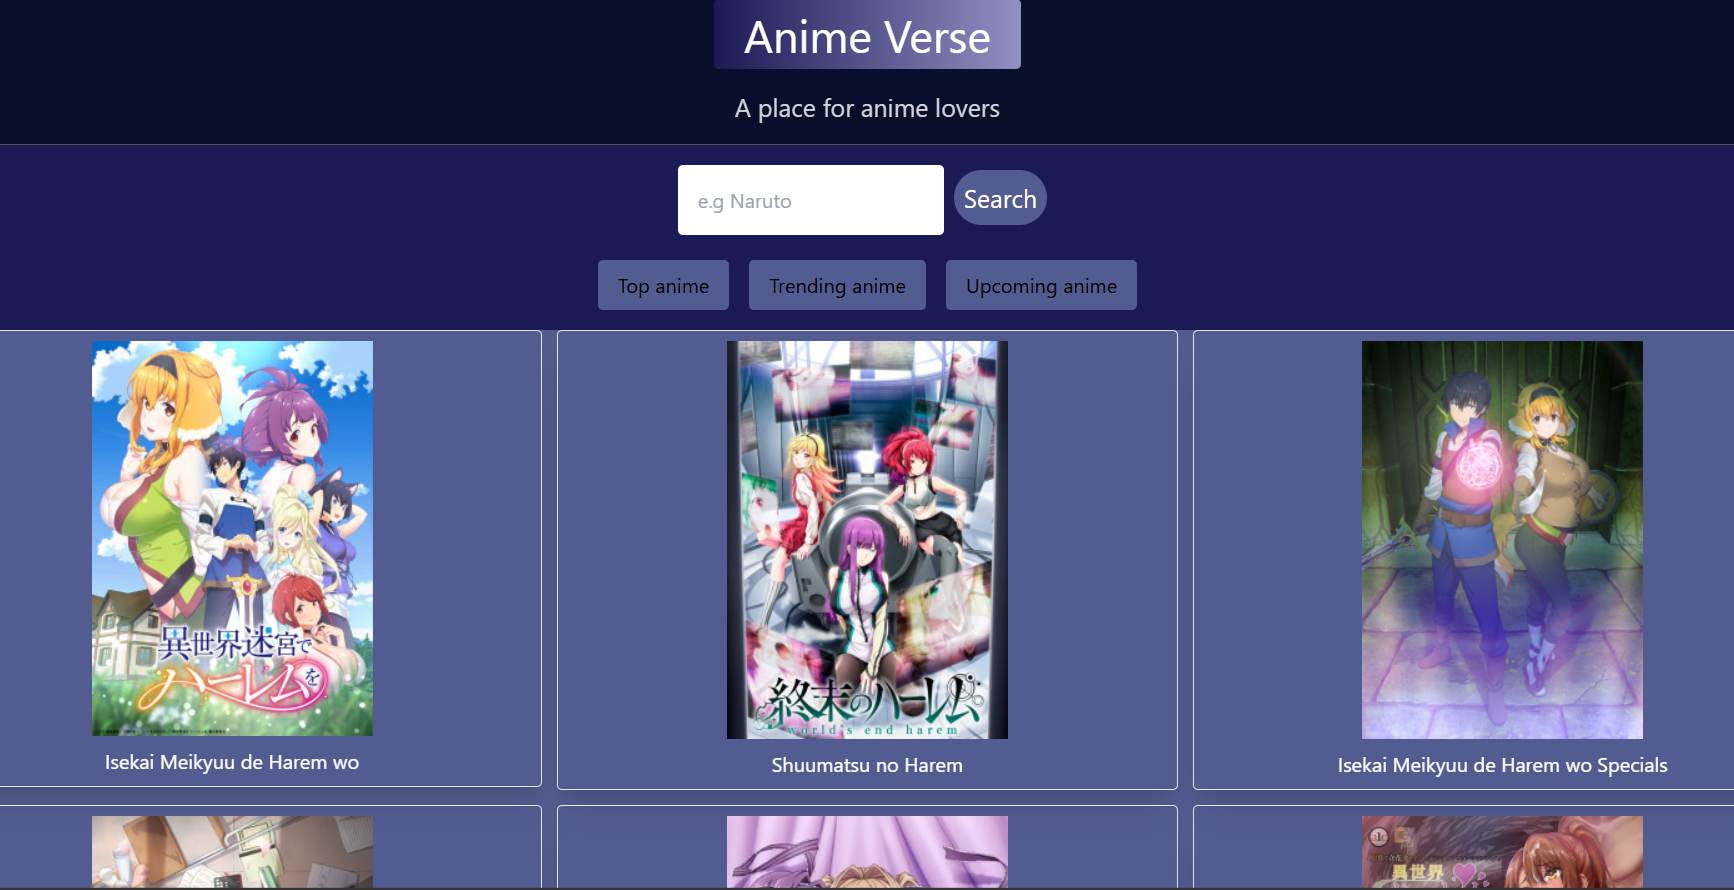 Anime Verse
A place for anime lovers
e.g Naruto
Search
Top anime
Trending anime
Upcoming anime
異世界迷宮で
ハーレムを
Isekai Meikyuu de Harem wo
終末のハーレム
world's end harem
Shuumatsu no Harem
Isekai Meikyuu de Harem wo Specials
異世界